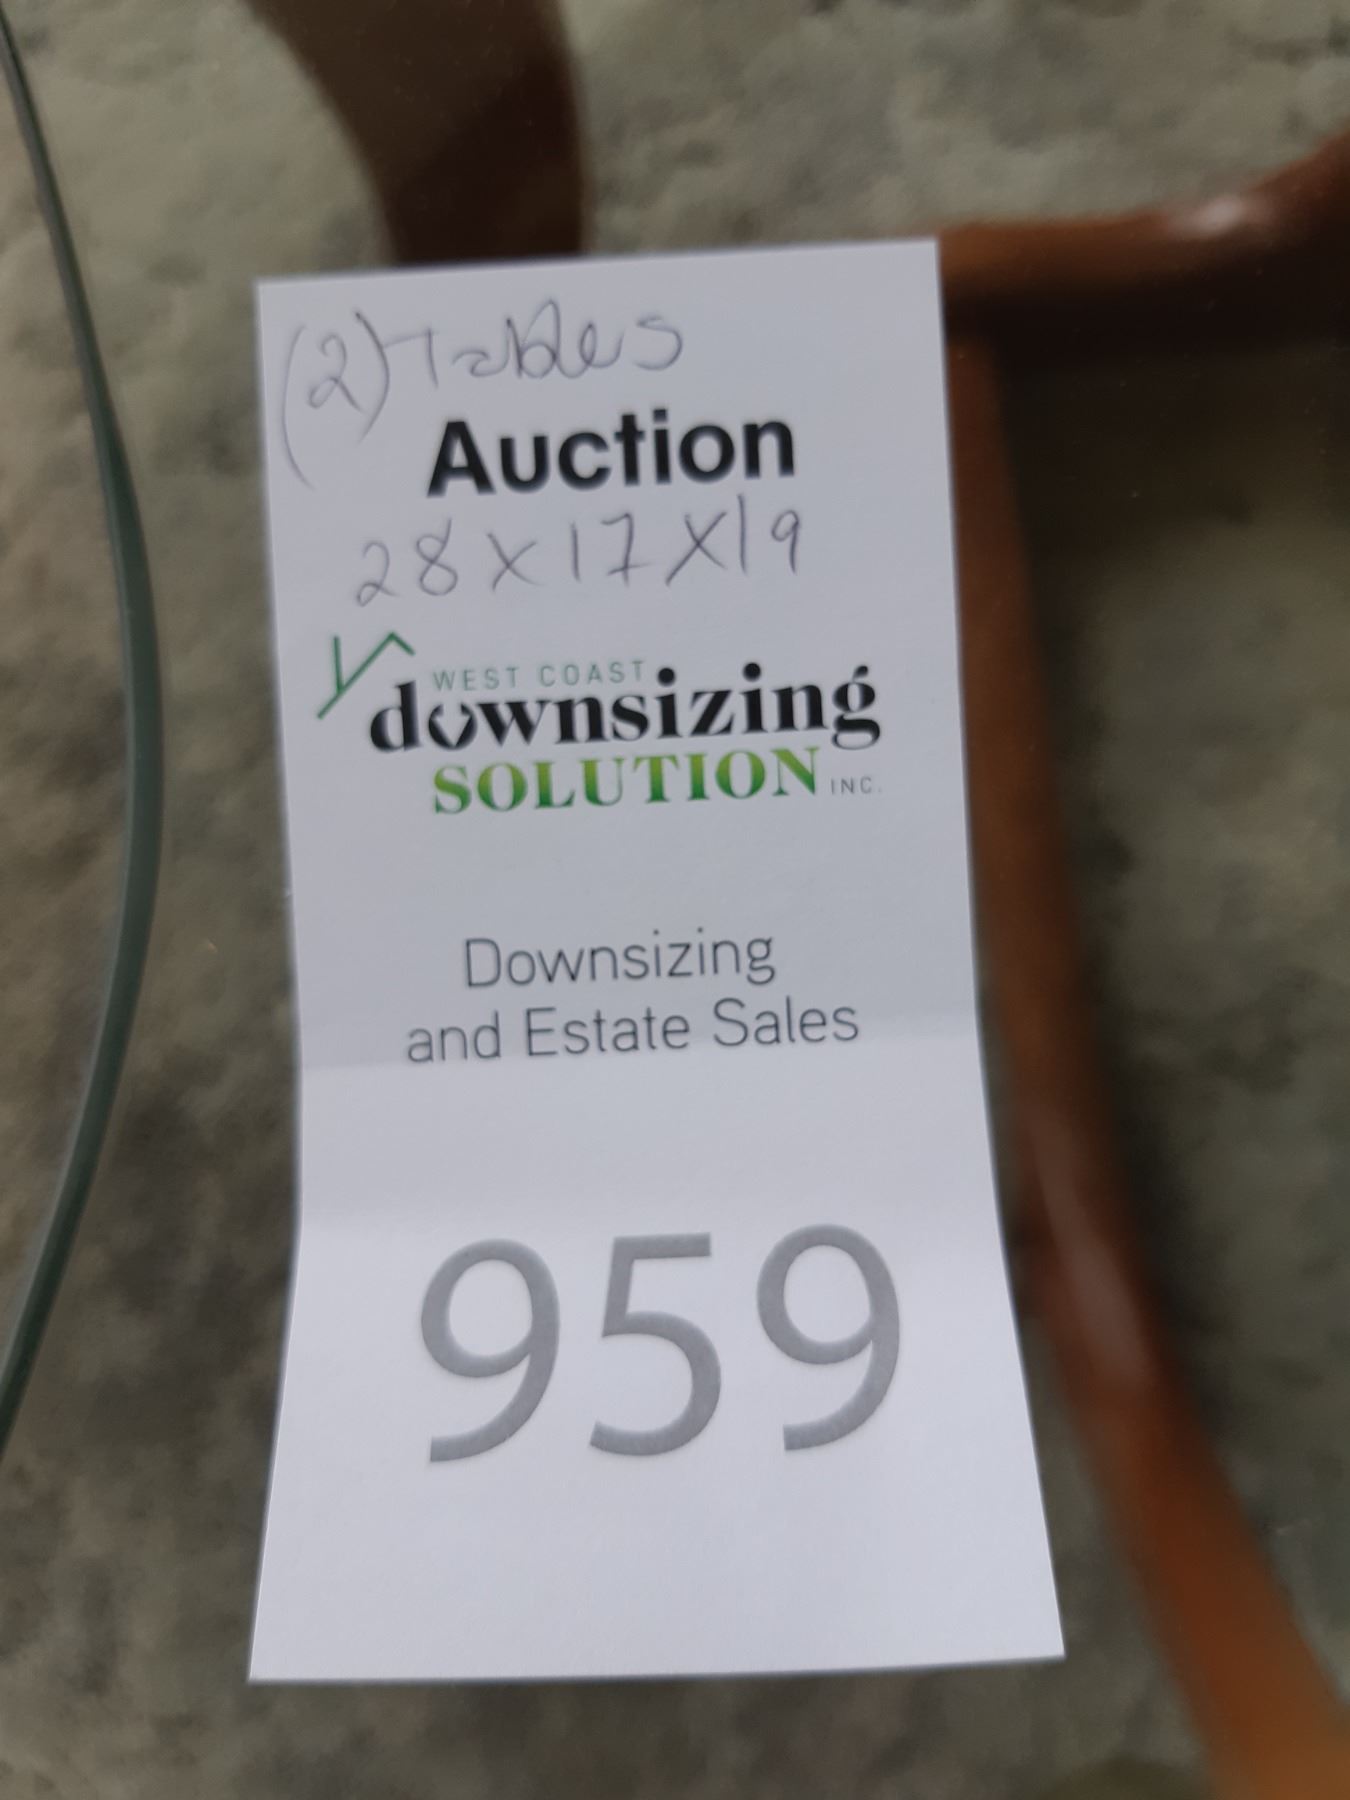 (2) Tables
Auction
28 X 17 X 19
WEST COAST
downsizing
SOLUTION INC.
Downsizing
and Estate Sales
959